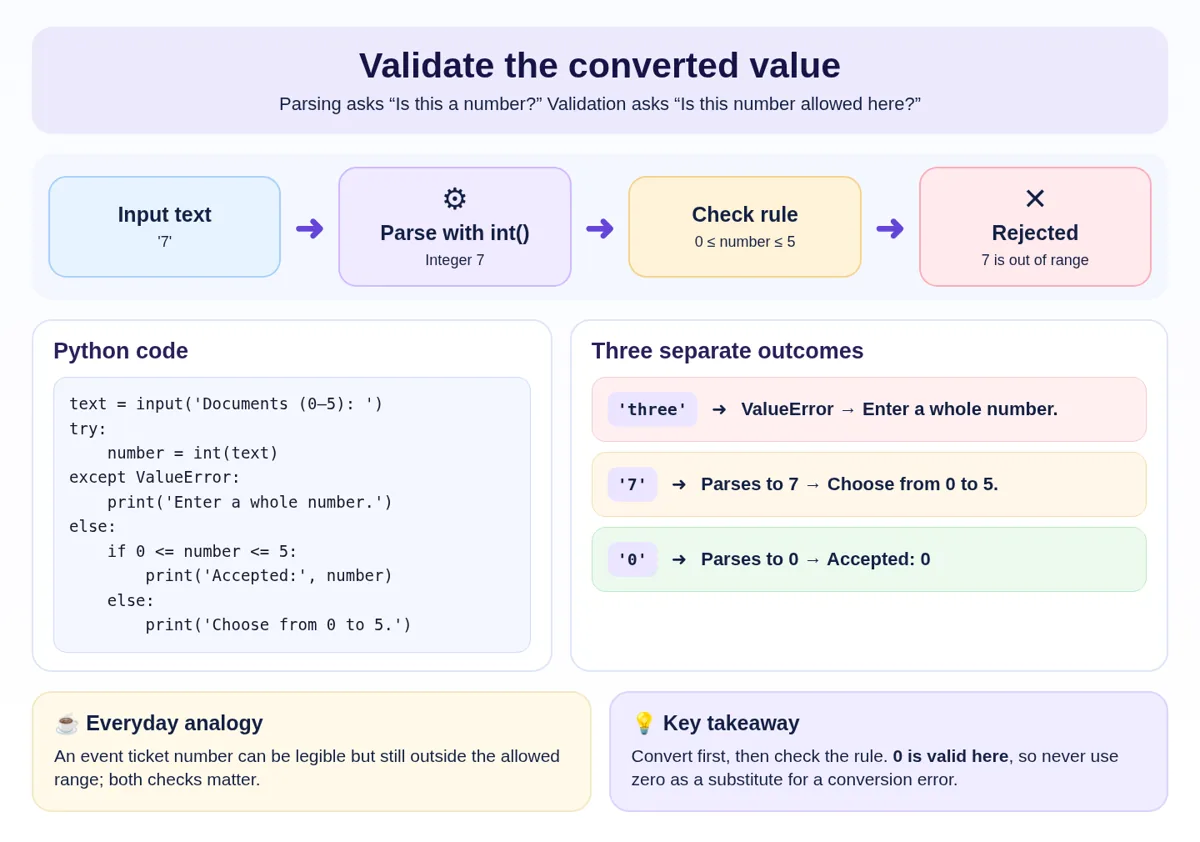 Validate the converted value
Parsing asks “Is this a number?” Validation asks “Is this number allowed here?”
Input text
'7'
➜
⚙
Parse with int()
Integer 7
➜
Check rule
0 ≤ number ≤ 5
➜
✕
Rejected
7 is out of range
Python code
text = input('Documents (0–5): ')
try:
    number = int(text)
except ValueError:
    print('Enter a whole number.')
else:
    if 0 <= number <= 5:
        print('Accepted:', number)
    else:
        print('Choose from 0 to 5.')
Three separate outcomes
'three' ➜ ValueError → Enter a whole number.
'7' ➜ Parses to 7 → Choose from 0 to 5.
'0' ➜ Parses to 0 → Accepted: 0
☕ Everyday analogy
An event ticket number can be legible but still outside the allowed
range; both checks matter.
💡 Key takeaway
Convert first, then check the rule. 0 is valid here, so never use
zero as a substitute for a conversion error.